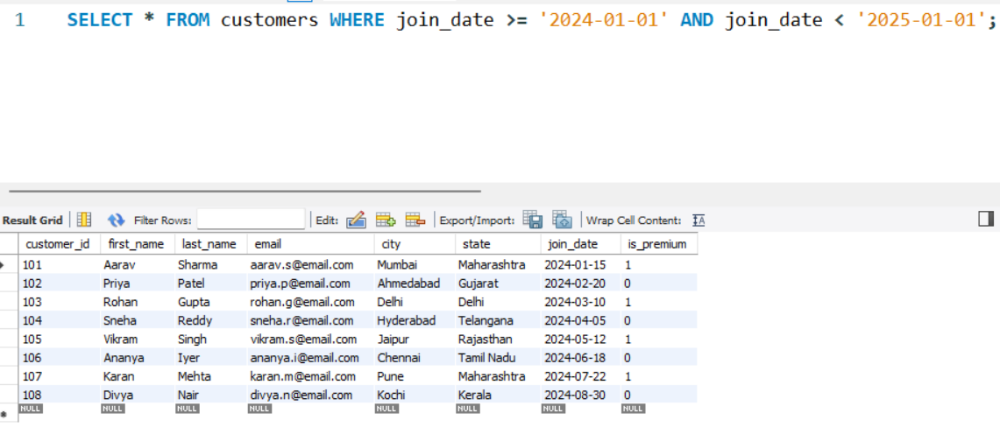 1 SELECT * FROM customers WHERE join_date >= '2024-01-01' AND join_date < '2025-01-01';
Result Grid Filter Rows: Edit: Export/Import: Wrap Cell Content: IA
customer_id first_name last_name email city state join_date is_premium
101 Aarav Sharma aarav.s@email.com Mumbai Maharashtra 2024-01-15 1
102 Priya Patel priya.p@email.com Ahmedabad Gujarat 2024-02-20 0
103 Rohan Gupta rohan.g@email.com Delhi Delhi 2024-03-10 1
104 Sneha Reddy sneha.r@email.com Hyderabad Telangana 2024-04-05 0
105 Vikram Singh vikram.s@email.com Jaipur Rajasthan 2024-05-12 1
106 Ananya Iyer ananya.i@email.com Chennai Tamil Nadu 2024-06-18 0
107 Karan Mehta karan.m@email.com Pune Maharashtra 2024-07-22 1
108 Divya Nair divya.n@email.com Kochi Kerala 2024-08-30 0
* NULL NULL NULL NULL NULL NULL NULL NULL